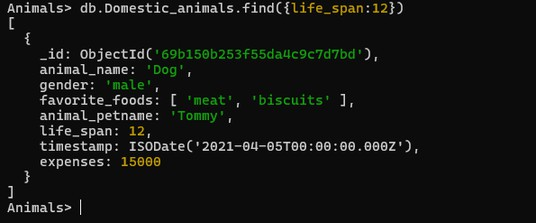 Animals> db.Domestic_animals.find({life_span:12})
[
  {
    _id: ObjectId('69b150b253f55da4c9c7d7bd'),
    animal_name: 'Dog',
    gender: 'male',
    favorite_foods: [ 'meat', 'biscuits' ],
    animal_petname: 'Tommy',
    life_span: 12,
    timestamp: ISODate('2021-04-05T00:00:00.000Z'),
    expenses: 15000
  }
]
Animals>